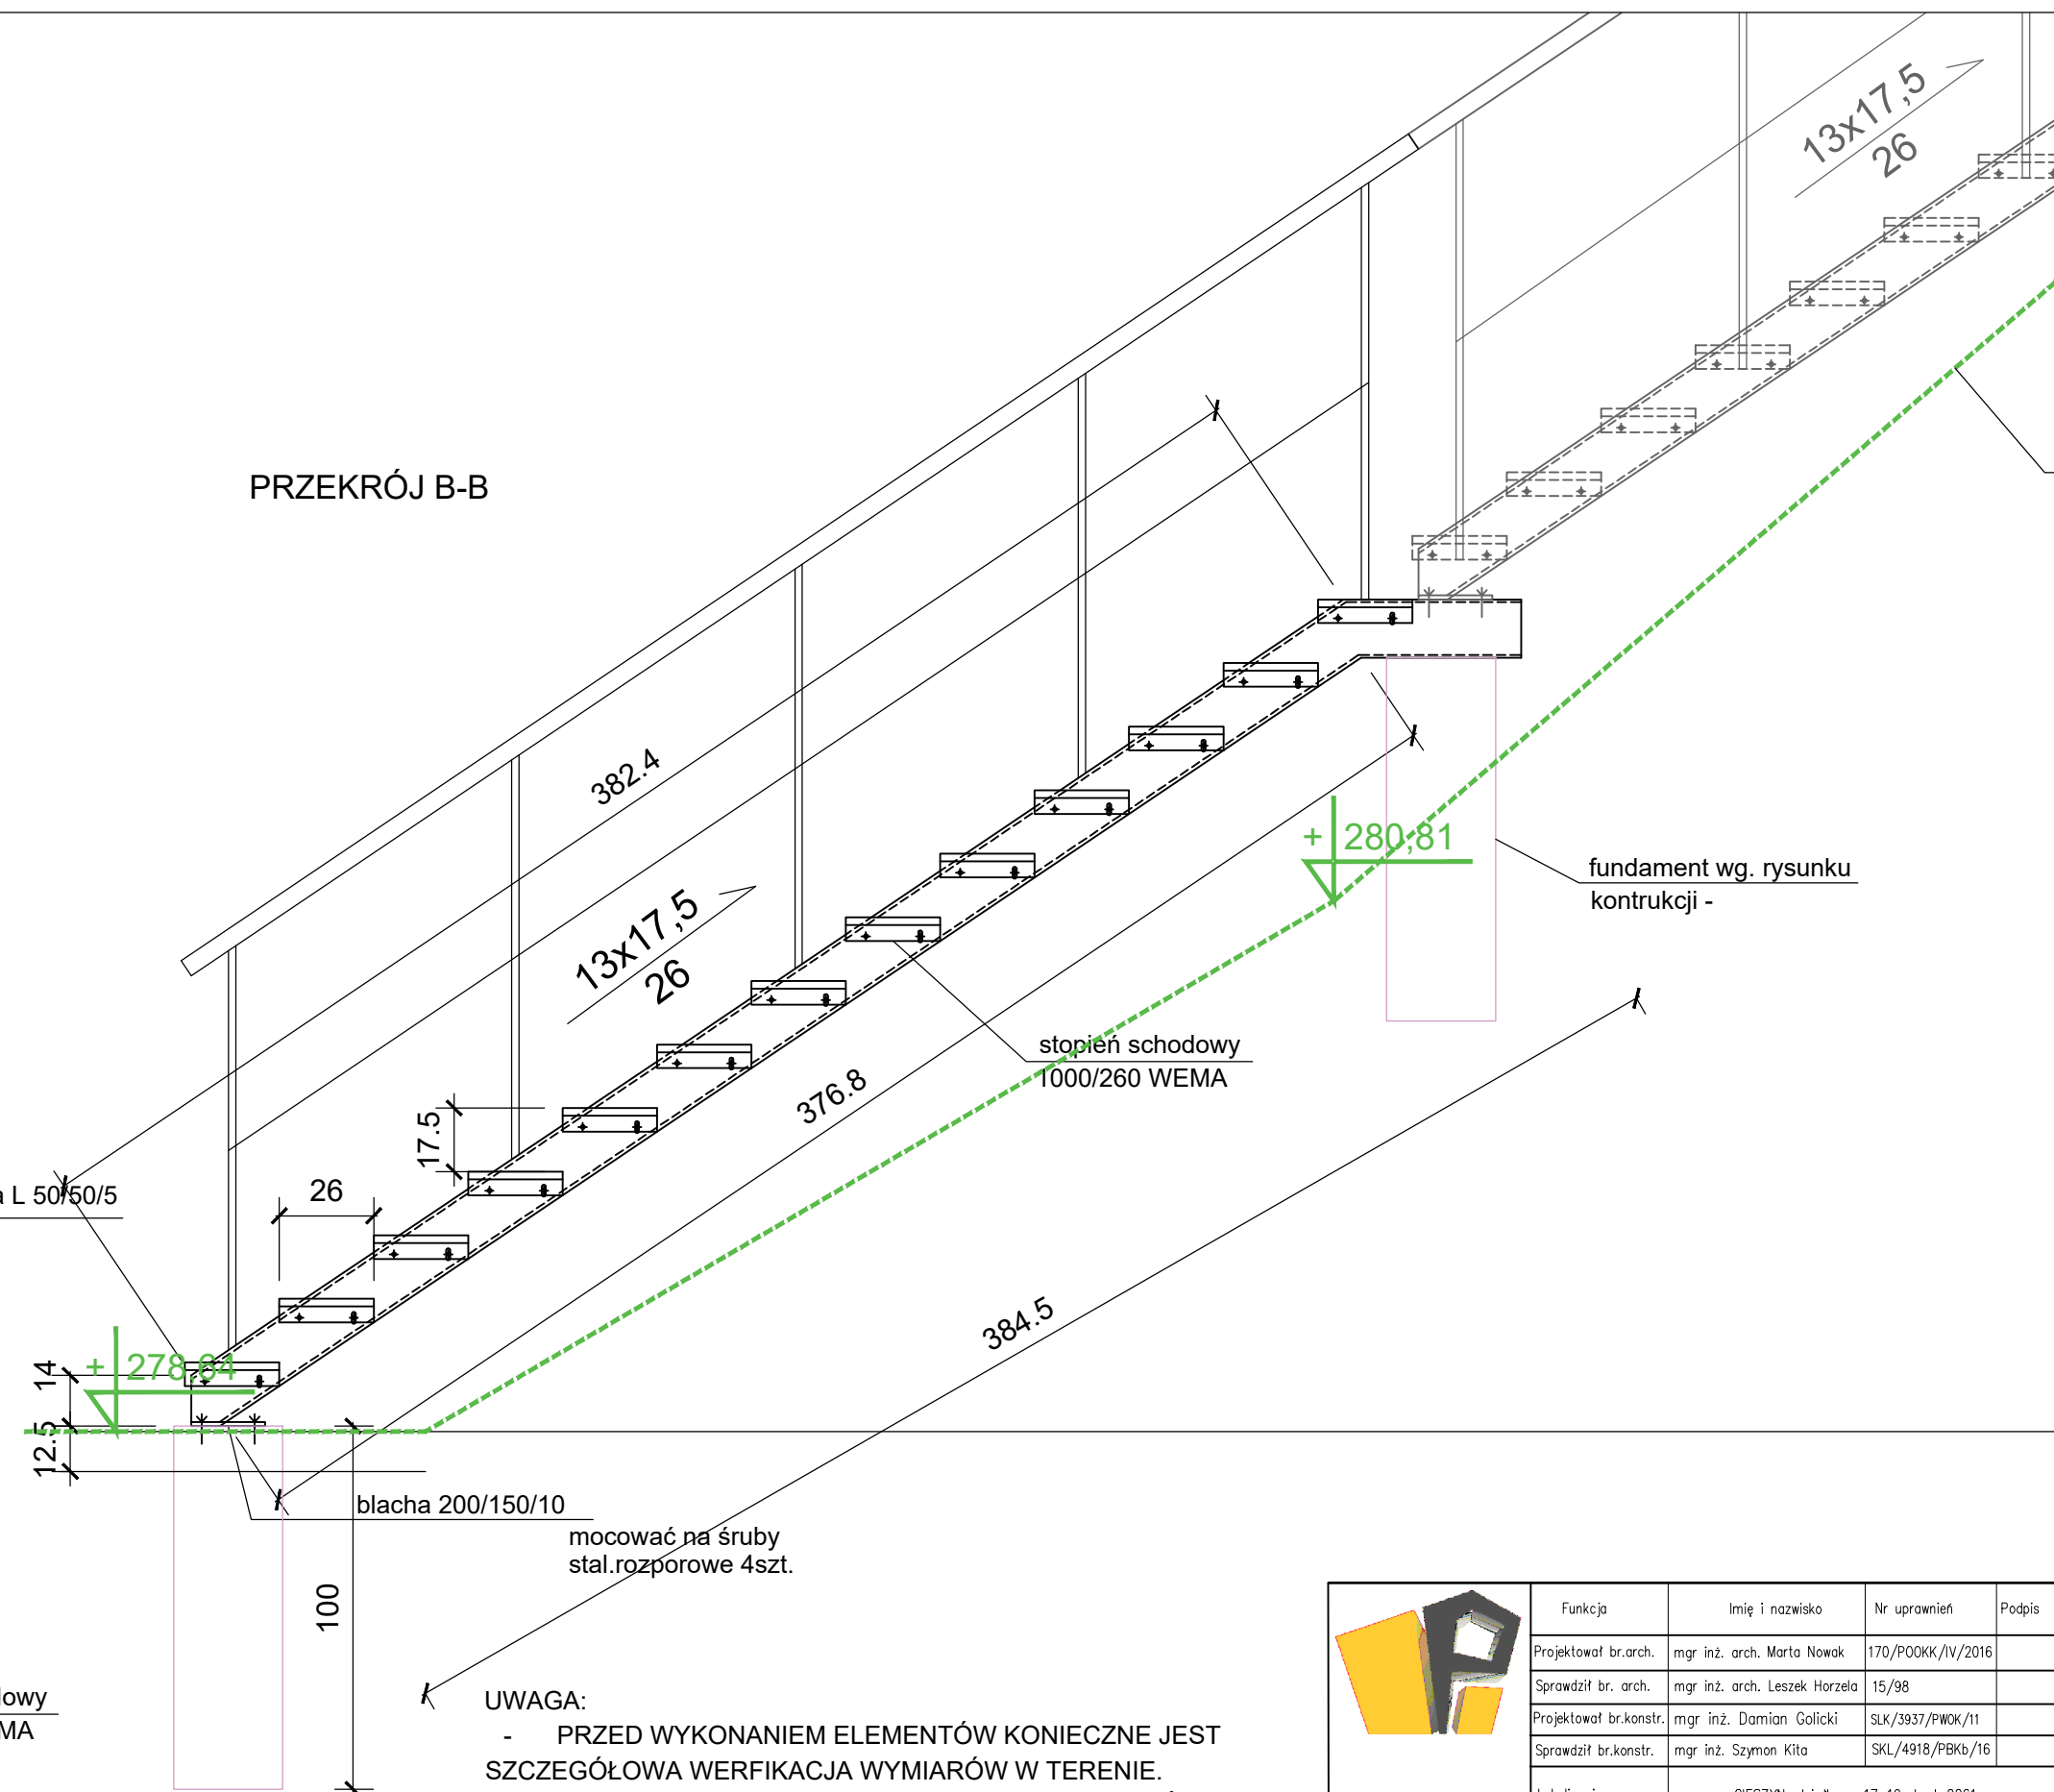 13x17,5
26
PRZEKRÓJ B-B
382.4
+ 280,81
fundament wg. rysunku
kontrukcji -
13x17,5
26
stopień schodowy
1000/260 WEMA
376.8
17.5
26
L 50/50/5
384.5
14
+ 278,64
12.5
blacha 200/150/10
mocować na śruby
stal.rozporowe 4szt.
100
UWAGA:
- PRZED WYKONANIEM ELEMENTÓW KONIECZNE JEST
SZCZEGÓŁOWA WERFIKACJA WYMIARÓW W TERENIE.
Funkcja Imię i nazwisko Nr uprawnień Podpis
Projektował br.arch. mgr inż. arch. Marta Nowak 170/POOKK/IV/2016
Sprawdził br. arch. mgr inż. arch. Leszek Horzela 15/98
Projektował br.konstr. mgr inż. Damian Golicki SLK/3937/PWOK/11
Sprawdził br.konstr. mgr inż. Szymon Kita SKL/4918/PBKb/16